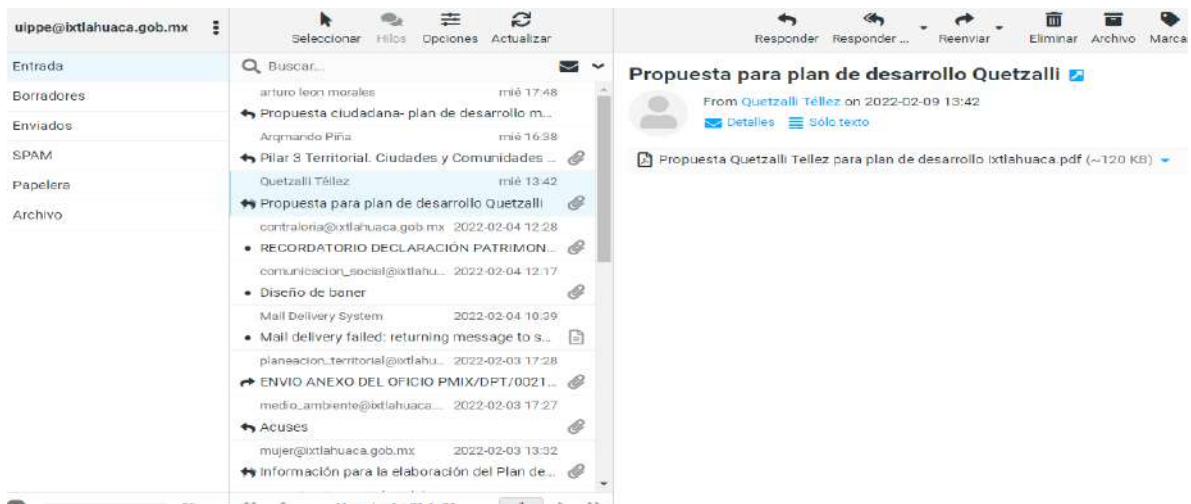 uippe@ixtlahuaca.gob.mx
Seleccionar Hilos Opciones Actualizar
Responder Responder ... Reenviar Eliminar Archivo Marca
Entrada
Borradores
Enviados
SPAM
Papelera
Archivo
Buscar...
arturo leon morales mié 17:48
Propuesta ciudadana- plan de desarrollo m...
Arqmando Piña mié 16:38
Pilar 3 Territorial. Ciudades y Comunidades ...
Quetzalli Téllez mié 13:42
Propuesta para plan de desarrollo Quetzalli
contraloria@ixtlahuaca.gob.mx 2022-02-04 12:28
RECORDATORIO DECLARACIÓN PATRIMON...
comunicacion_social@ixtlahu... 2022-02-04 12:17
Diseño de baner
Mail Delivery System 2022-02-04 10:39
Mail delivery failed: returning message to s...
planeacion_territorial@ixtlahu... 2022-02-03 17:28
ENVIO ANEXO DEL OFICIO PMIX/DPT/0021...
medio_ambiente@ixtlahuaca... 2022-02-03 17:27
Acuses
mujer@ixtlahuaca.gob.mx 2022-02-03 13:32
Información para la elaboración del Plan de...
Propuesta para plan de desarrollo Quetzalli
From Quetzalli Téllez on 2022-02-09 13:42
Detalles Sólo texto
Propuesta Quetzalli Tellez para plan de desarrollo Ixtlahuaca.pdf (~120 KB)